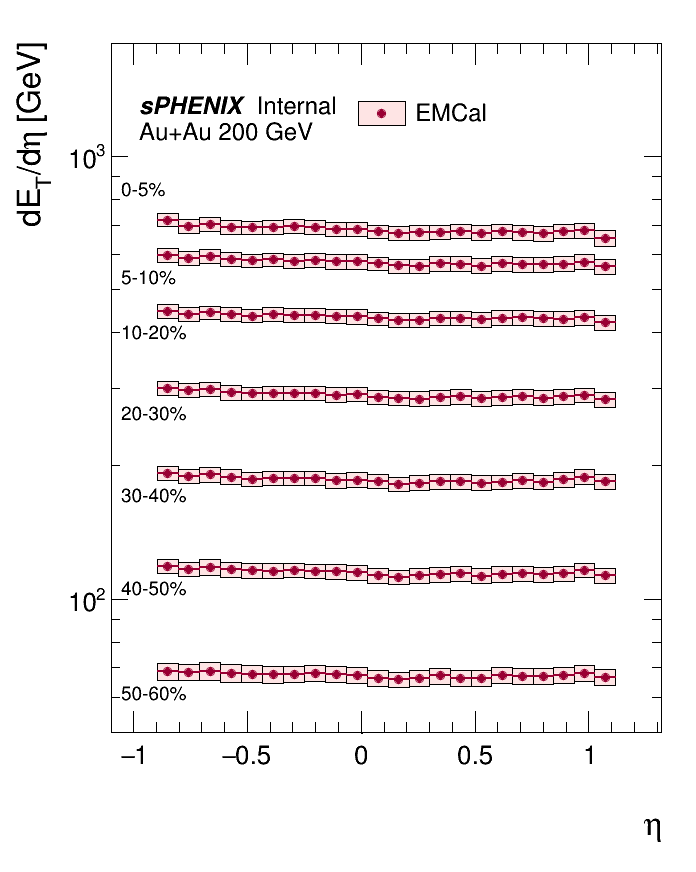 dE_T/dη [GeV]
sPHENIX Internal
Au+Au 200 GeV
EMCal
10^3
0-5%
5-10%
10-20%
20-30%
30-40%
40-50%
10^2
50-60%
−1 −0.5 0 0.5 1
η